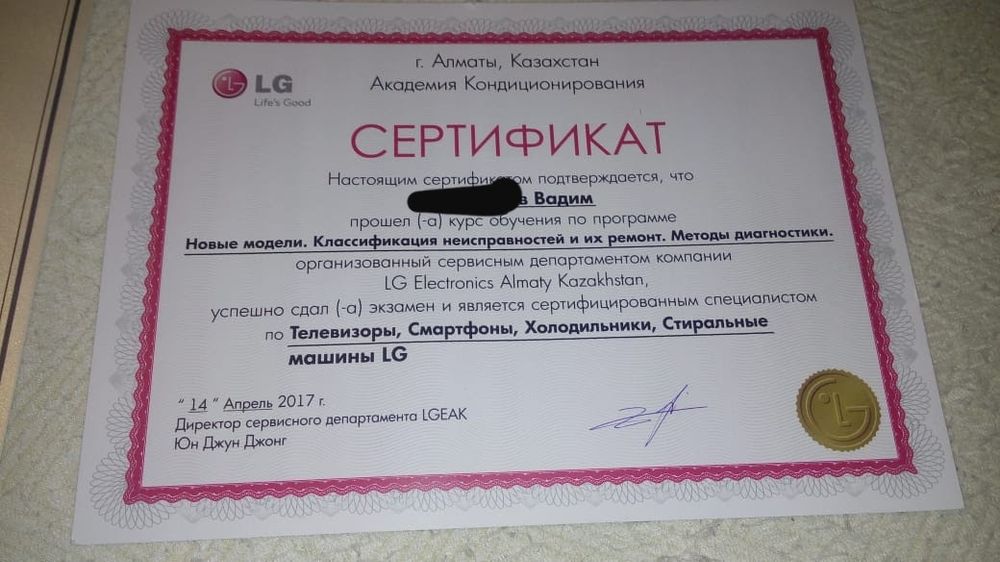 LG
Life's Good
г. Алматы, Казахстан
Академия Кондиционирования
СЕРТИФИКАТ
Настоящим сертификатом подтверждается, что
в Вадим
прошел (-а) курс обучения по программе
Новые модели. Классификация неисправностей и их ремонт. Методы диагностики.
организованный сервисным департаментом компании
LG Electronics Almaty Kazakhstan,
успешно сдал (-а) экзамен и является сертифицированным специалистом
по Телевизоры, Смартфоны, Холодильники, Стиральные
машины LG
" 14 " Апрель 2017 г.
Директор сервисного департамента LGEAK
Юн Джун Джонг
LG